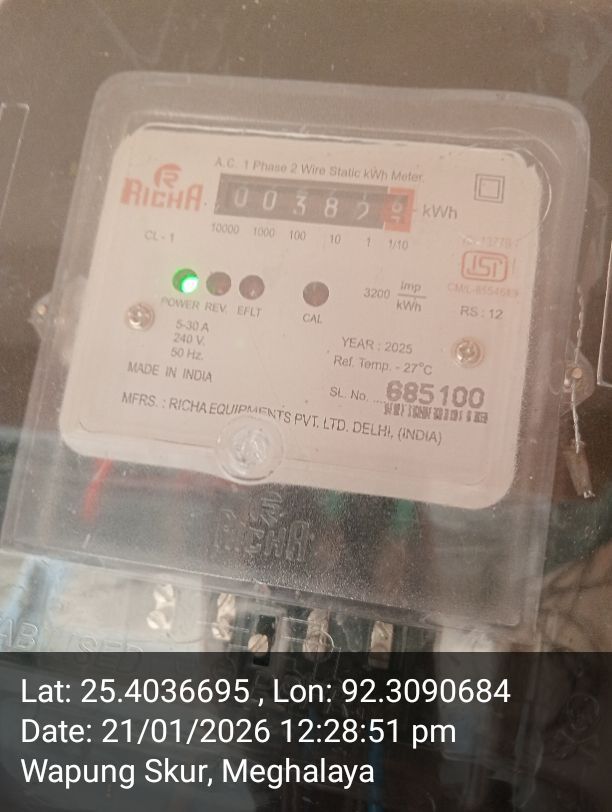 A.C. 1 Phase 2 Wire Static kWh Meter.
RICHA
0 0 3 8 2 kWh
10000 1000 100 10 1 1/10
CL - 1
ISI
3200 Imp/kWh
RS : 12
POWER REV. EFLT CAL
5-30 A
240 V.
50 Hz.
YEAR : 2025
Ref. Temp. - 27°C
MADE IN INDIA
SL. No. .... 685100
MFRS. : RICHA EQUIPMENTS PVT. LTD. DELHI, (INDIA)
RICHA
Lat: 25.4036695 , Lon: 92.3090684
Date: 21/01/2026 12:28:51 pm
Wapung Skur, Meghalaya